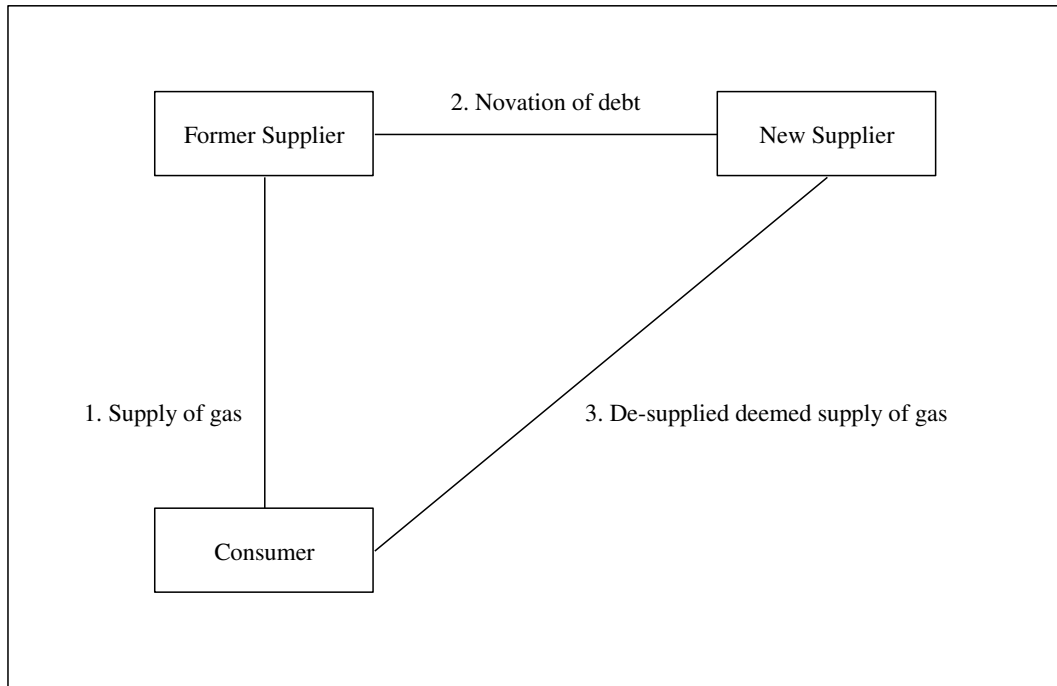 2. Novation of debt
Former Supplier
New Supplier
1. Supply of gas
3. De-supplied deemed supply of gas
Consumer